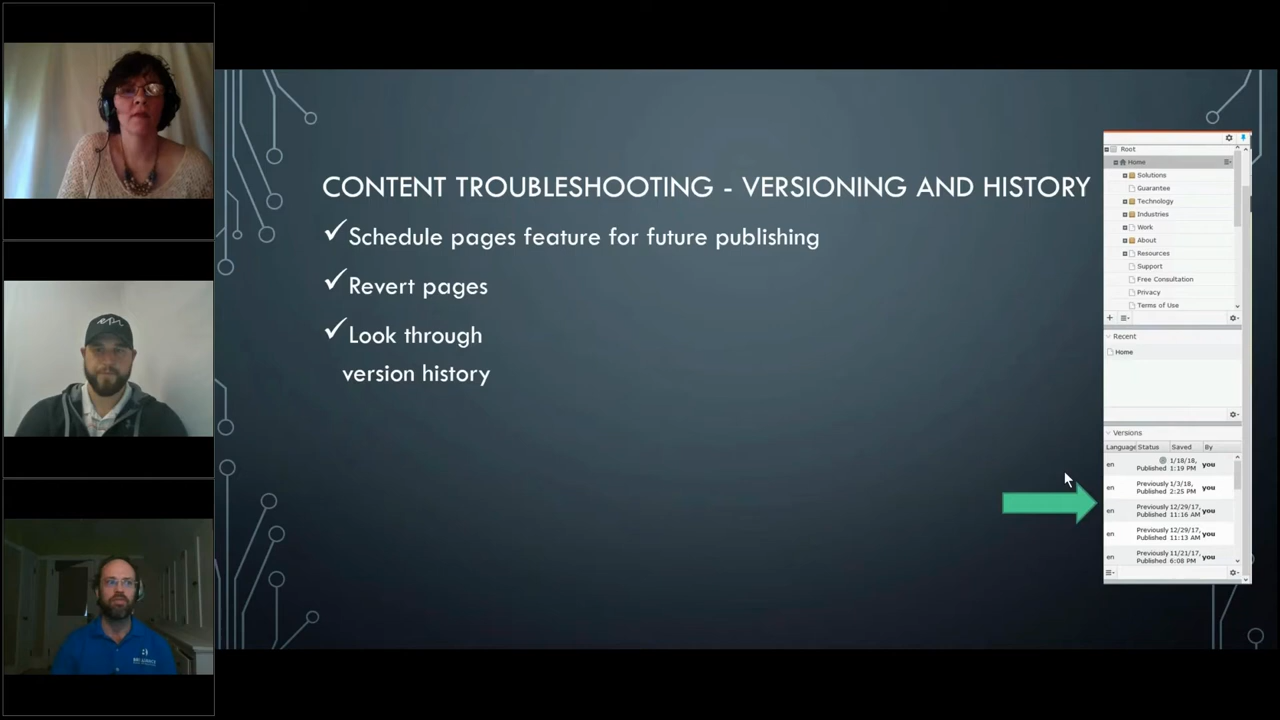 CONTENT TROUBLESHOOTING - VERSIONING AND HISTORY
✓Schedule pages feature for future publishing
✓Revert pages
✓Look through
version history
Root
Home
Solutions
Guarantee
Technology
Industries
Work
About
Resources
Support
Free Consultation
Privacy
Terms of Use
Recent
Home
Versions
Language Status Saved By
en Published 1/18/18, 1:19 PM you
en Previously Published 1/3/18, 2:25 PM you
en Previously Published 12/29/17, 11:16 AM you
en Previously Published 12/29/17, 11:13 AM you
en Previously Published 11/21/17, 6:08 PM you
epi